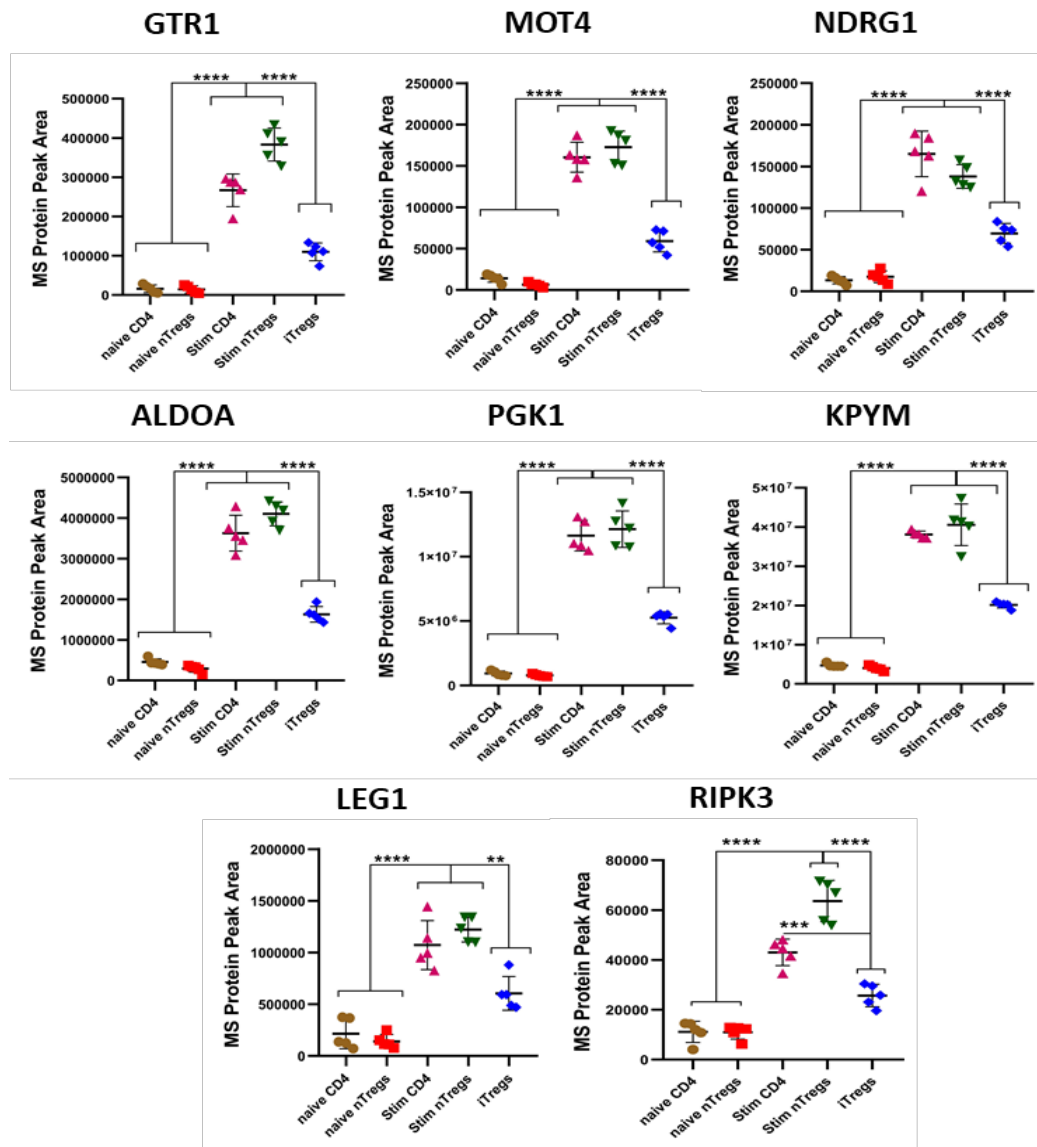 GTR1
MOT4
NDRG1
MS Protein Peak Area
500000
400000
300000
200000
100000
0
**** ****
naive CD4
naive nTregs
Stim CD4
Stim nTregs
iTregs
MS Protein Peak Area
250000
200000
150000
100000
50000
0
**** ****
naive CD4
naive nTregs
Stim CD4
Stim nTregs
iTregs
MS Protein Peak Area
250000
200000
150000
100000
50000
0
**** ****
naive CD4
naive nTregs
Stim CD4
Stim nTregs
iTregs
ALDOA
PGK1
KPYM
MS Protein Peak Area
5000000
4000000
3000000
2000000
1000000
0
**** ****
naive CD4
naive nTregs
Stim CD4
Stim nTregs
iTregs
MS Protein Peak Area
1.5×10⁷
1×10⁷
5×10⁶
0
**** ****
naive CD4
naive nTregs
Stim CD4
Stim nTregs
iTregs
MS Protein Peak Area
5×10⁷
4×10⁷
3×10⁷
2×10⁷
1×10⁷
0
**** ****
naive CD4
naive nTregs
Stim CD4
Stim nTregs
iTregs
LEG1
RIPK3
MS Protein Peak Area
2000000
1500000
1000000
500000
0
**** **
naive CD4
naive nTregs
Stim CD4
Stim nTregs
iTregs
MS Protein Peak Area
80000
60000
40000
20000
0
**** ****
***
naive CD4
naive nTregs
Stim CD4
Stim nTregs
iTregs